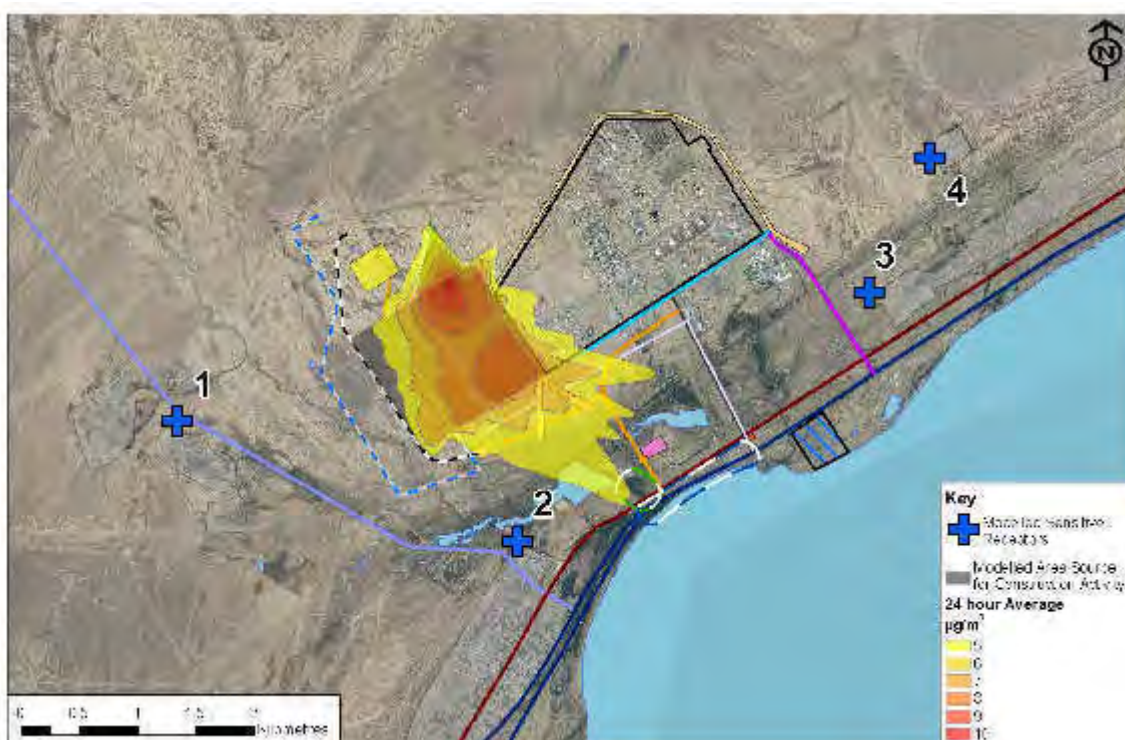 N
4
3
1
2
Key
Modelled Sensitive
Receptors
Modelled Area Source
for Construction Activity
24 hour Average
µg/m³
5
6
7
8
9
10
0 0.5 1 1.5 2
Kilometres